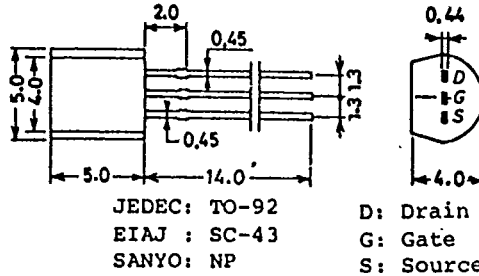 2.0
0,45
0,44
5.0
4.0
1.3
1.3
D
G
S
0,45
5.0
14.0
4.0
JEDEC: TO-92
EIAJ : SC-43
SANYO: NP
D: Drain
G: Gate
S: Source